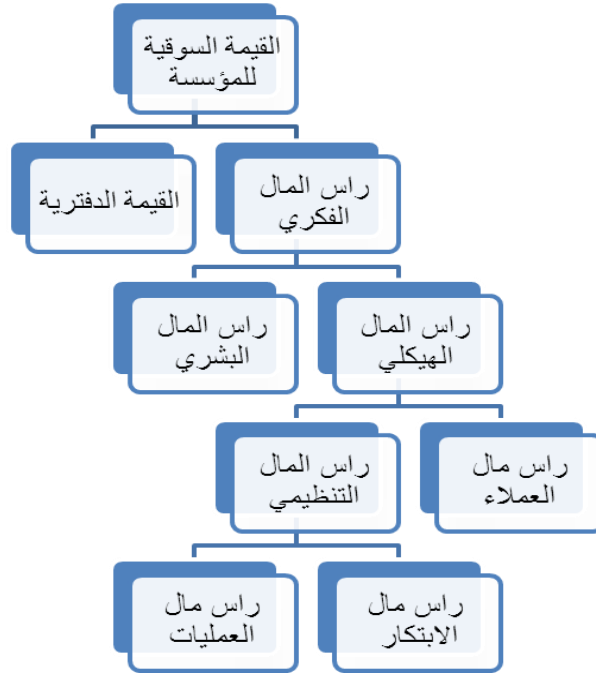 القيمة السوقية
للمؤسسة
راس المال
الفكري
القيمة الدفترية
راس المال
الهيكلي
راس المال
البشري
راس مال
العملاء
راس المال
التنظيمي
راس مال
الابتكار
راس مال
العمليات